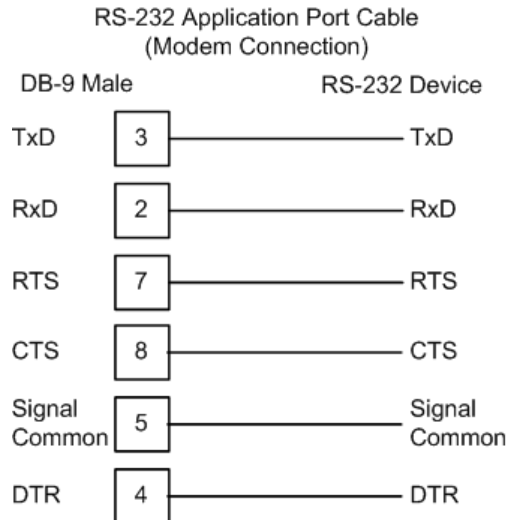 RS-232 Application Port Cable
(Modem Connection)
DB-9 Male RS-232 Device
TxD 3 TxD
RxD 2 RxD
RTS 7 RTS
CTS 8 CTS
Signal Common 5 Signal Common
DTR 4 DTR